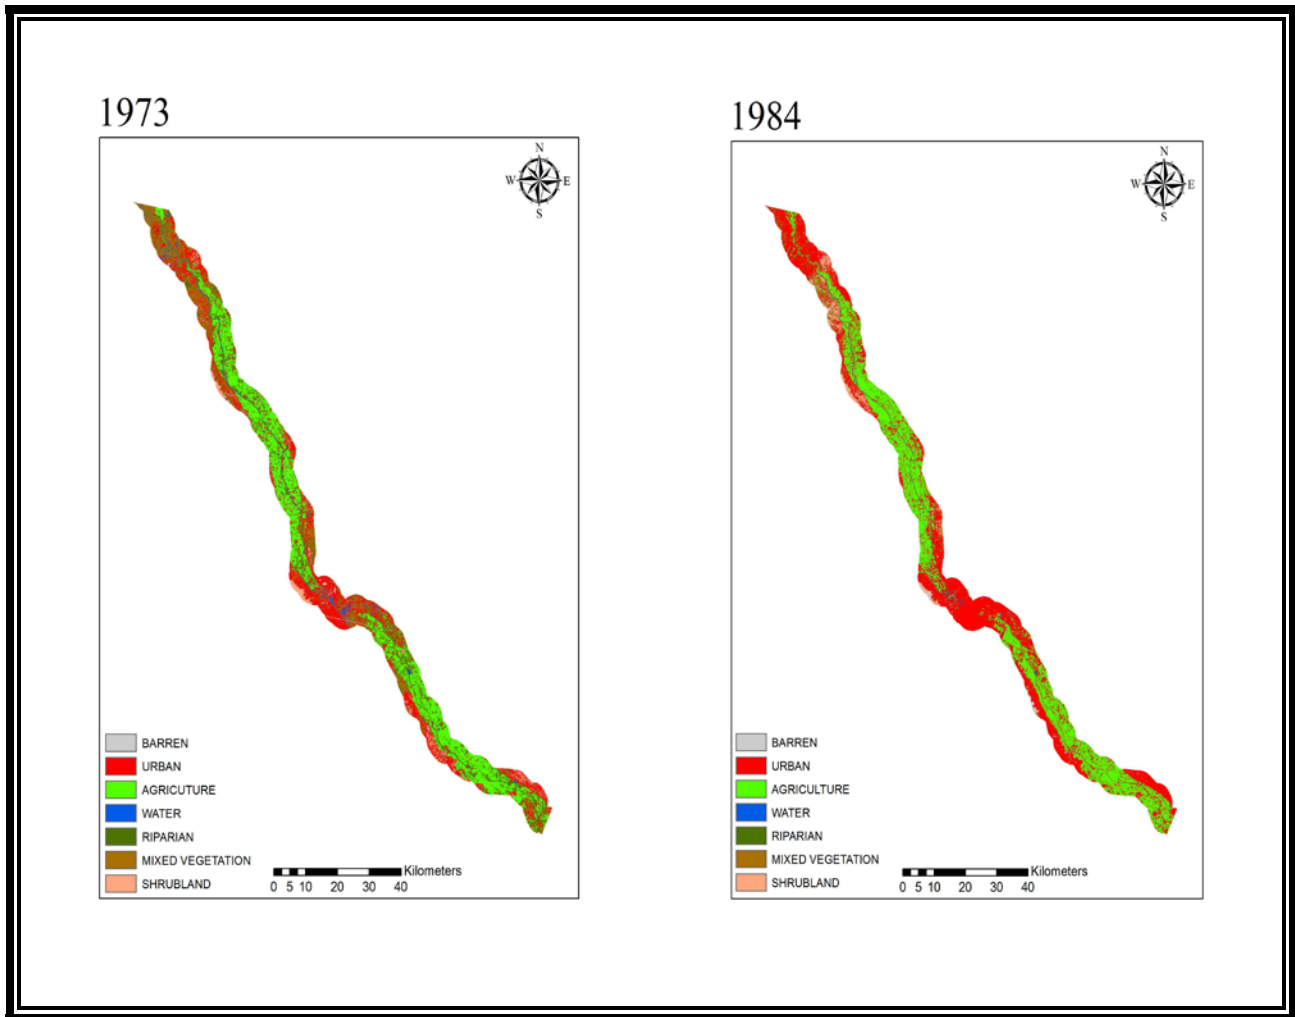 1973
N
W E
S
BARREN
URBAN
AGRICUTURE
WATER
RIPARIAN
MIXED VEGETATION
SHRUBLAND
Kilometers
0 5 10 20 30 40
1984
N
W E
S
BARREN
URBAN
AGRICULTURE
WATER
RIPARIAN
MIXED VEGETATION
SHRUBLAND
Kilometers
0 5 10 20 30 40